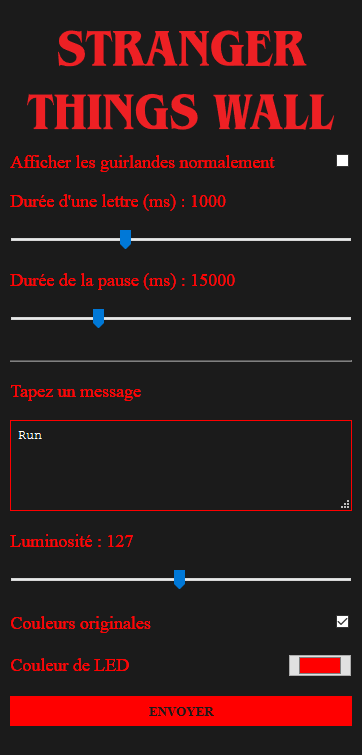 STRANGER
THINGS WALL
Afficher les guirlandes normalement
Durée d'une lettre (ms) : 1000
Durée de la pause (ms) : 15000
Tapez un message
Run
Luminosité : 127
Couleurs originales
Couleur de LED
ENVOYER